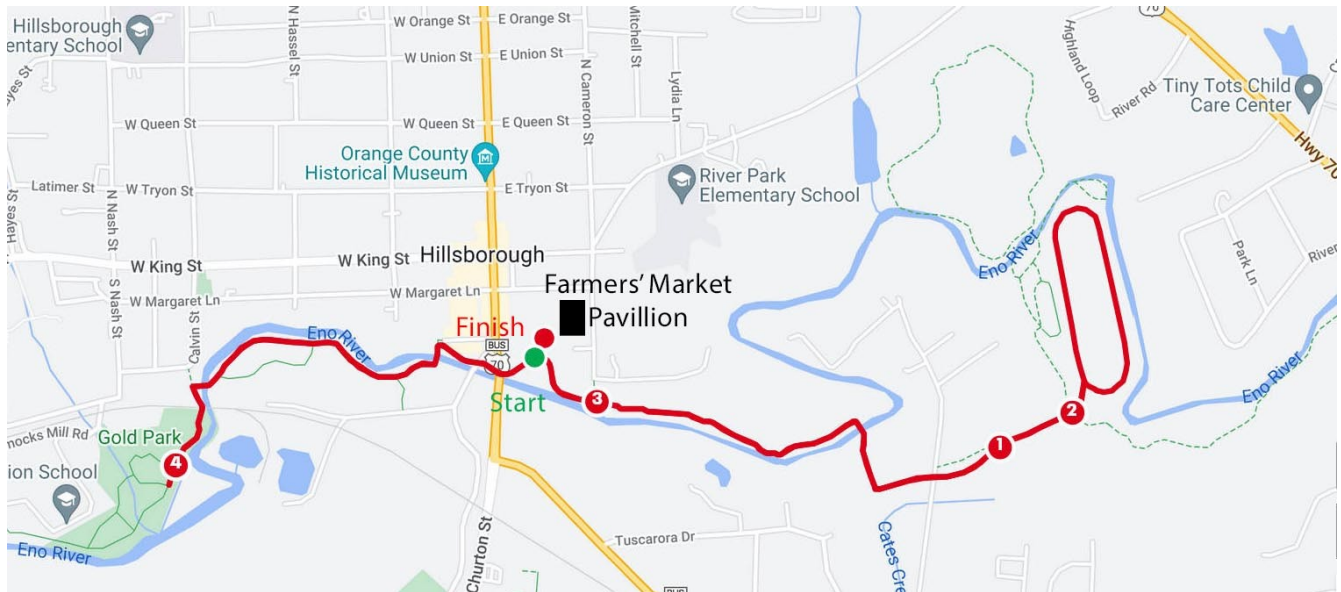 Hillsborough
entary School
N Hassel St
W Orange St
E Orange St
W Union St
E Union St
Mitchell St
N Cameron St
Lydia Ln
70
Highland Loop
River Rd
Tiny Tots Child
Care Center
Hwy 70
W Queen St
E Queen St
Orange County
Historical Museum
Latimer St
W Tryon St
E Tryon St
River Park
Elementary School
Hayes St
N Nash St
S Nash St
W King St
W King St
Hillsborough
Eno River
Park Ln
River
W Margaret Ln
W Margaret Ln
Farmers' Market
Pavillion
Calvin St
Eno River
Finish
BUS
70
Start
3
2
1
Eno River
nocks Mill Rd
Gold Park
4
ion School
Eno River
Churton St
Tuscarora Dr
Cates Cre
BUS